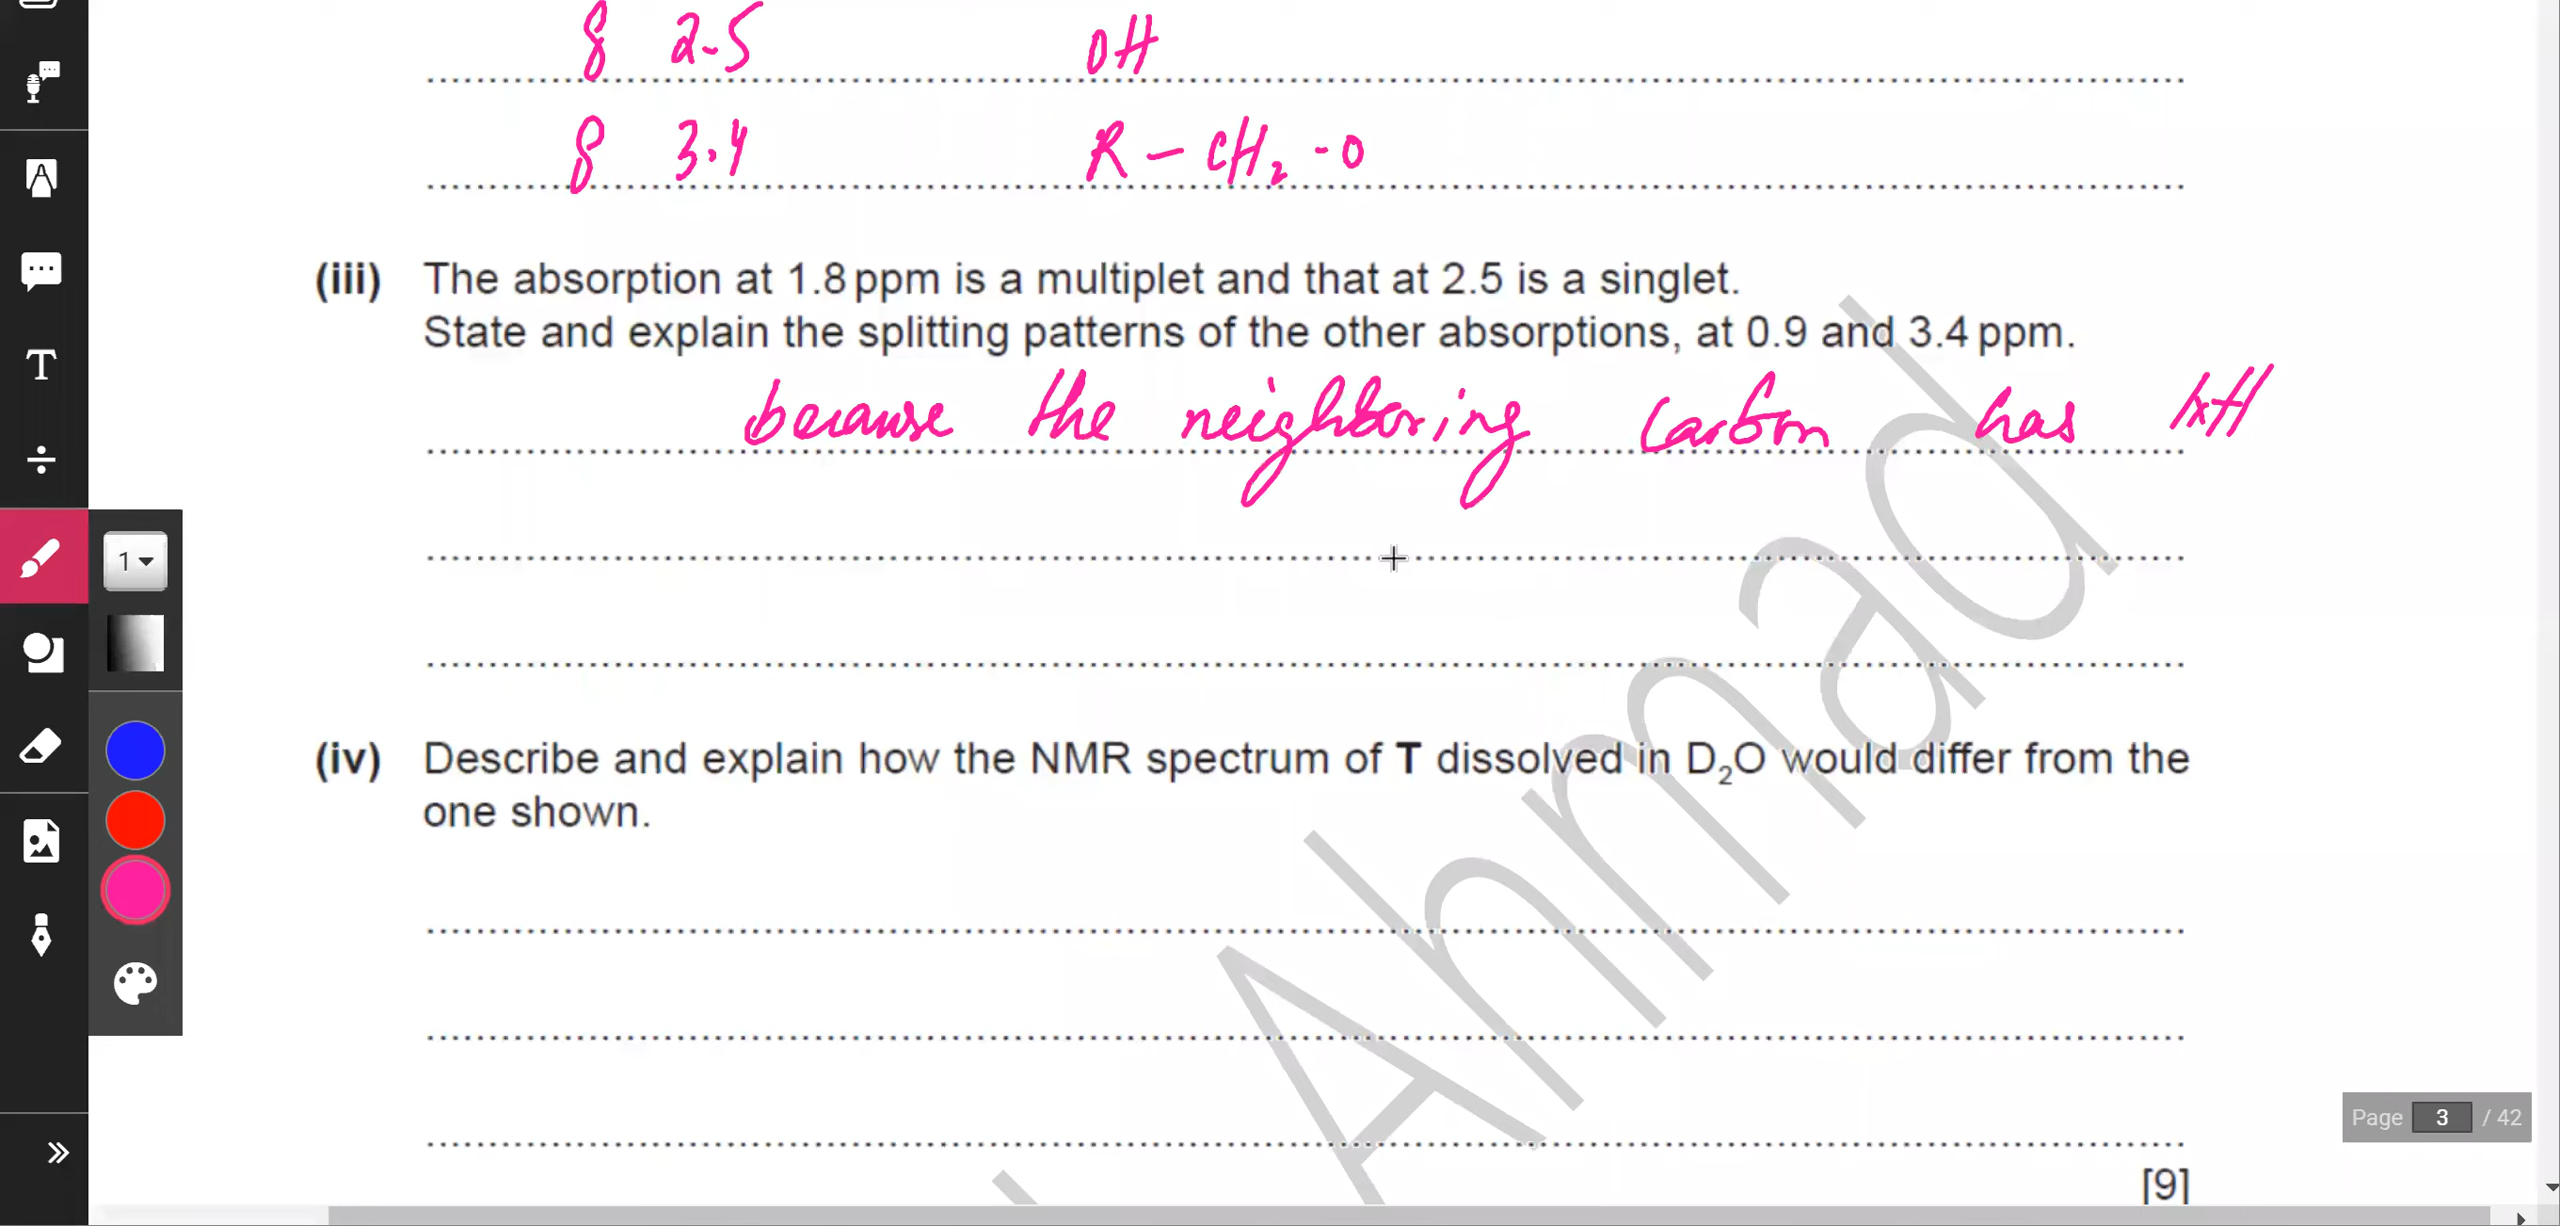 δ 2.5 OH
δ 3.4 R - CH₂ - O
(iii) The absorption at 1.8 ppm is a multiplet and that at 2.5 is a singlet.
State and explain the splitting patterns of the other absorptions, at 0.9 and 3.4 ppm.
because the neighboring carbon has 1xH
(iv) Describe and explain how the NMR spectrum of T dissolved in D₂O would differ from the
one shown.
[9]
Ahmad
1
Page 3 / 42